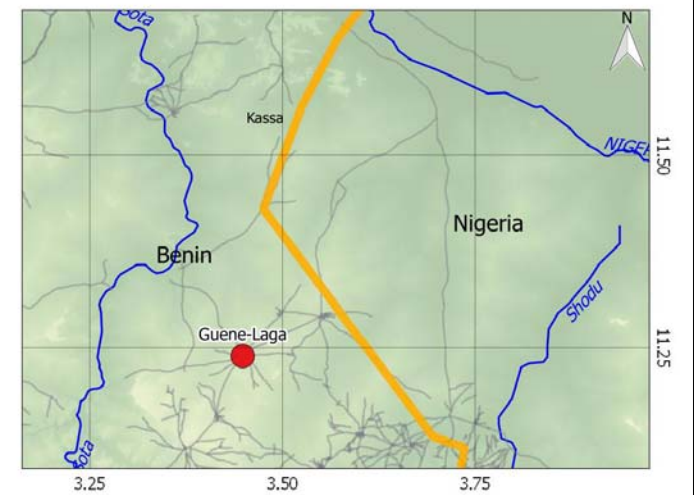 Sota
N
Kassa
11.50
NIGER
Nigeria
Benin
Shodu
Guene-Laga
11.25
Sota
3.25
3.50
3.75